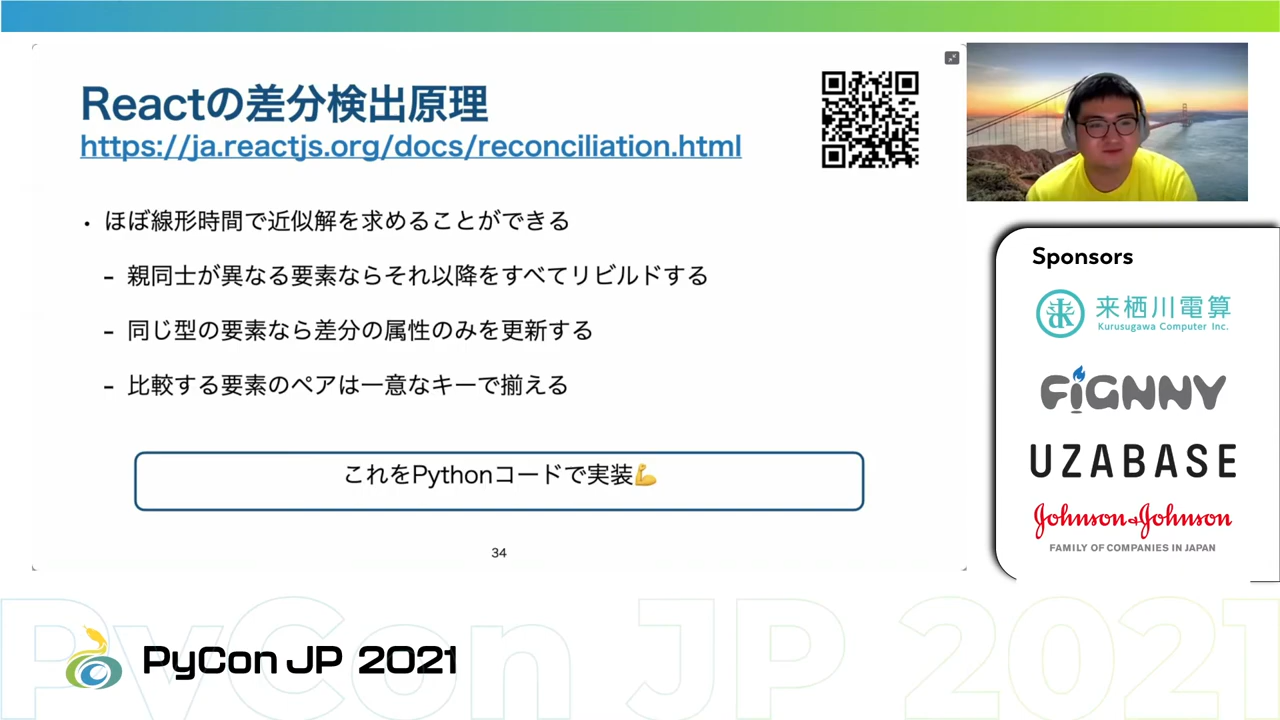 Reactの差分検出原理
https://ja.reactjs.org/docs/reconciliation.html
・ほぼ線形時間で近似解を求めることができる
- 親同士が異なる要素ならそれ以降をすべてリビルドする
- 同じ型の要素なら差分の属性のみを更新する
- 比較する要素のペアは一意なキーで揃える
これをPythonコードで実装💪
34
Sponsors
来栖川電算
Kurusugawa Computer Inc.
FiGNNY
UZABASE
Johnson&Johnson
FAMILY OF COMPANIES IN JAPAN
PyCon JP 2021
PyCon JP 2021